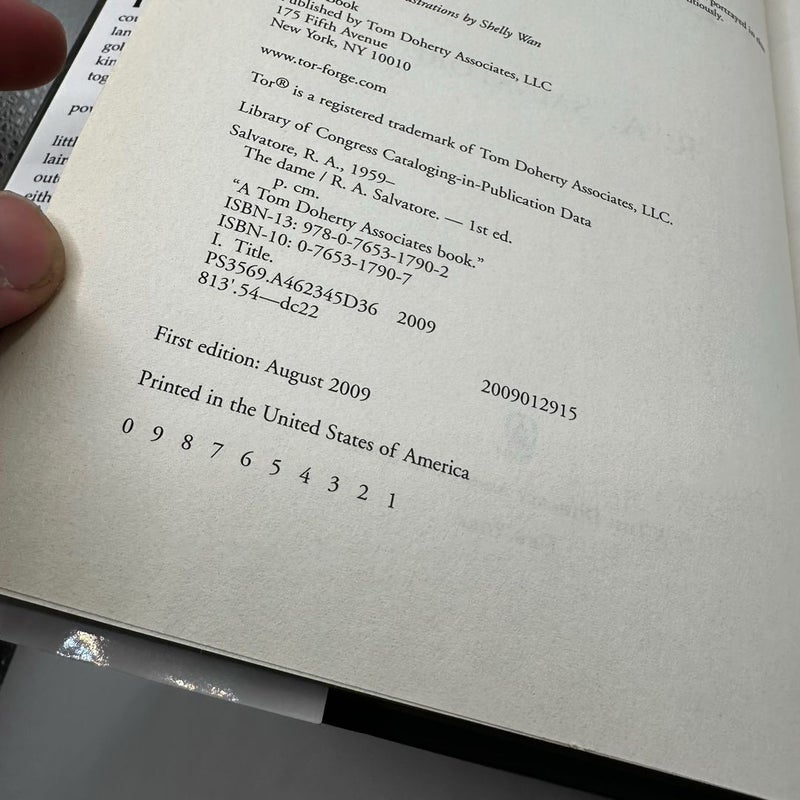 Illustrations by Shelly Wan
Book
Published by Tom Doherty Associates, LLC
175 Fifth Avenue
New York, NY 10010
www.tor-forge.com
Tor® is a registered trademark of Tom Doherty Associates, LLC.
Library of Congress Cataloging-in-Publication Data
Salvatore, R. A., 1959–
The dame / R. A. Salvatore. — 1st ed.
p. cm.
"A Tom Doherty Associates book."
ISBN-13: 978-0-7653-1790-2
ISBN-10: 0-7653-1790-7
I. Title.
PS3569.A462345D36 2009
813'.54—dc22
2009012915
First edition: August 2009
Printed in the United States of America
0 9 8 7 6 5 4 3 2 1